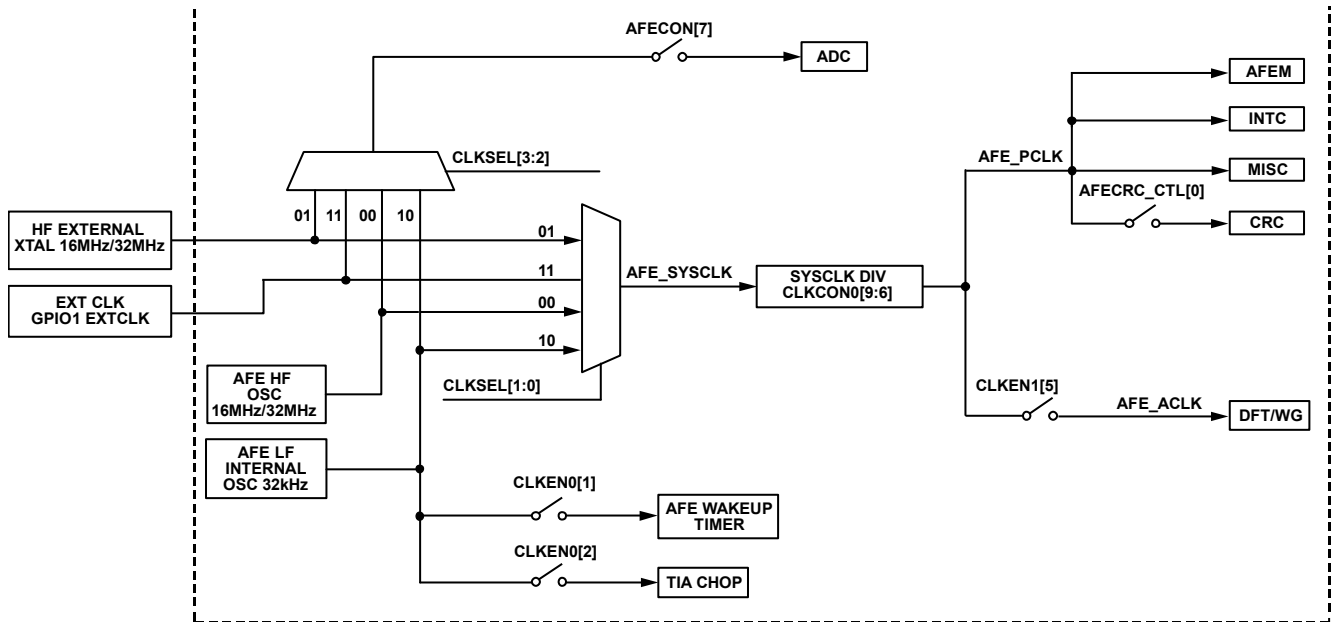 AFECON[7]
ADC
AFEM
INTC
CLKSEL[3:2]
AFE_PCLK
MISC
AFECRC_CTL[0]
CRC
01 11 00 10
HF EXTERNAL
XTAL 16MHz/32MHz
01
11
AFE_SYSCLK
SYSCLK DIV
CLKCON0[9:6]
EXT CLK
GPIO1 EXTCLK
00
10
AFE HF
OSC
16MHz/32MHz
CLKSEL[1:0]
CLKEN1[5]
AFE_ACLK
DFT/WG
AFE LF
INTERNAL
OSC 32kHz
CLKEN0[1]
AFE WAKEUP
TIMER
CLKEN0[2]
TIA CHOP